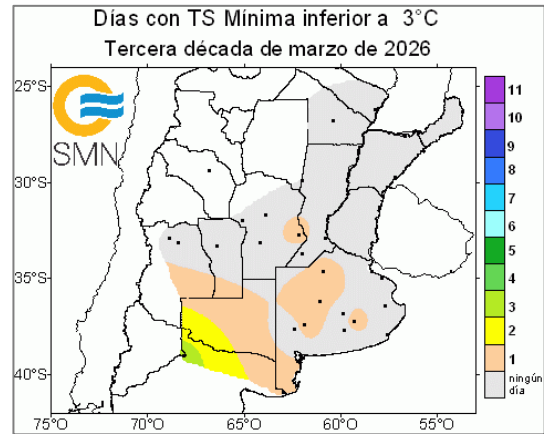 Días con TS Mínima inferior a 3°C
Tercera década de marzo de 2026
SMN
25°S
30°S
35°S
40°S
75°O
70°O
65°O
60°O
55°O
11
10
9
8
7
6
5
4
3
2
1
ningún
día